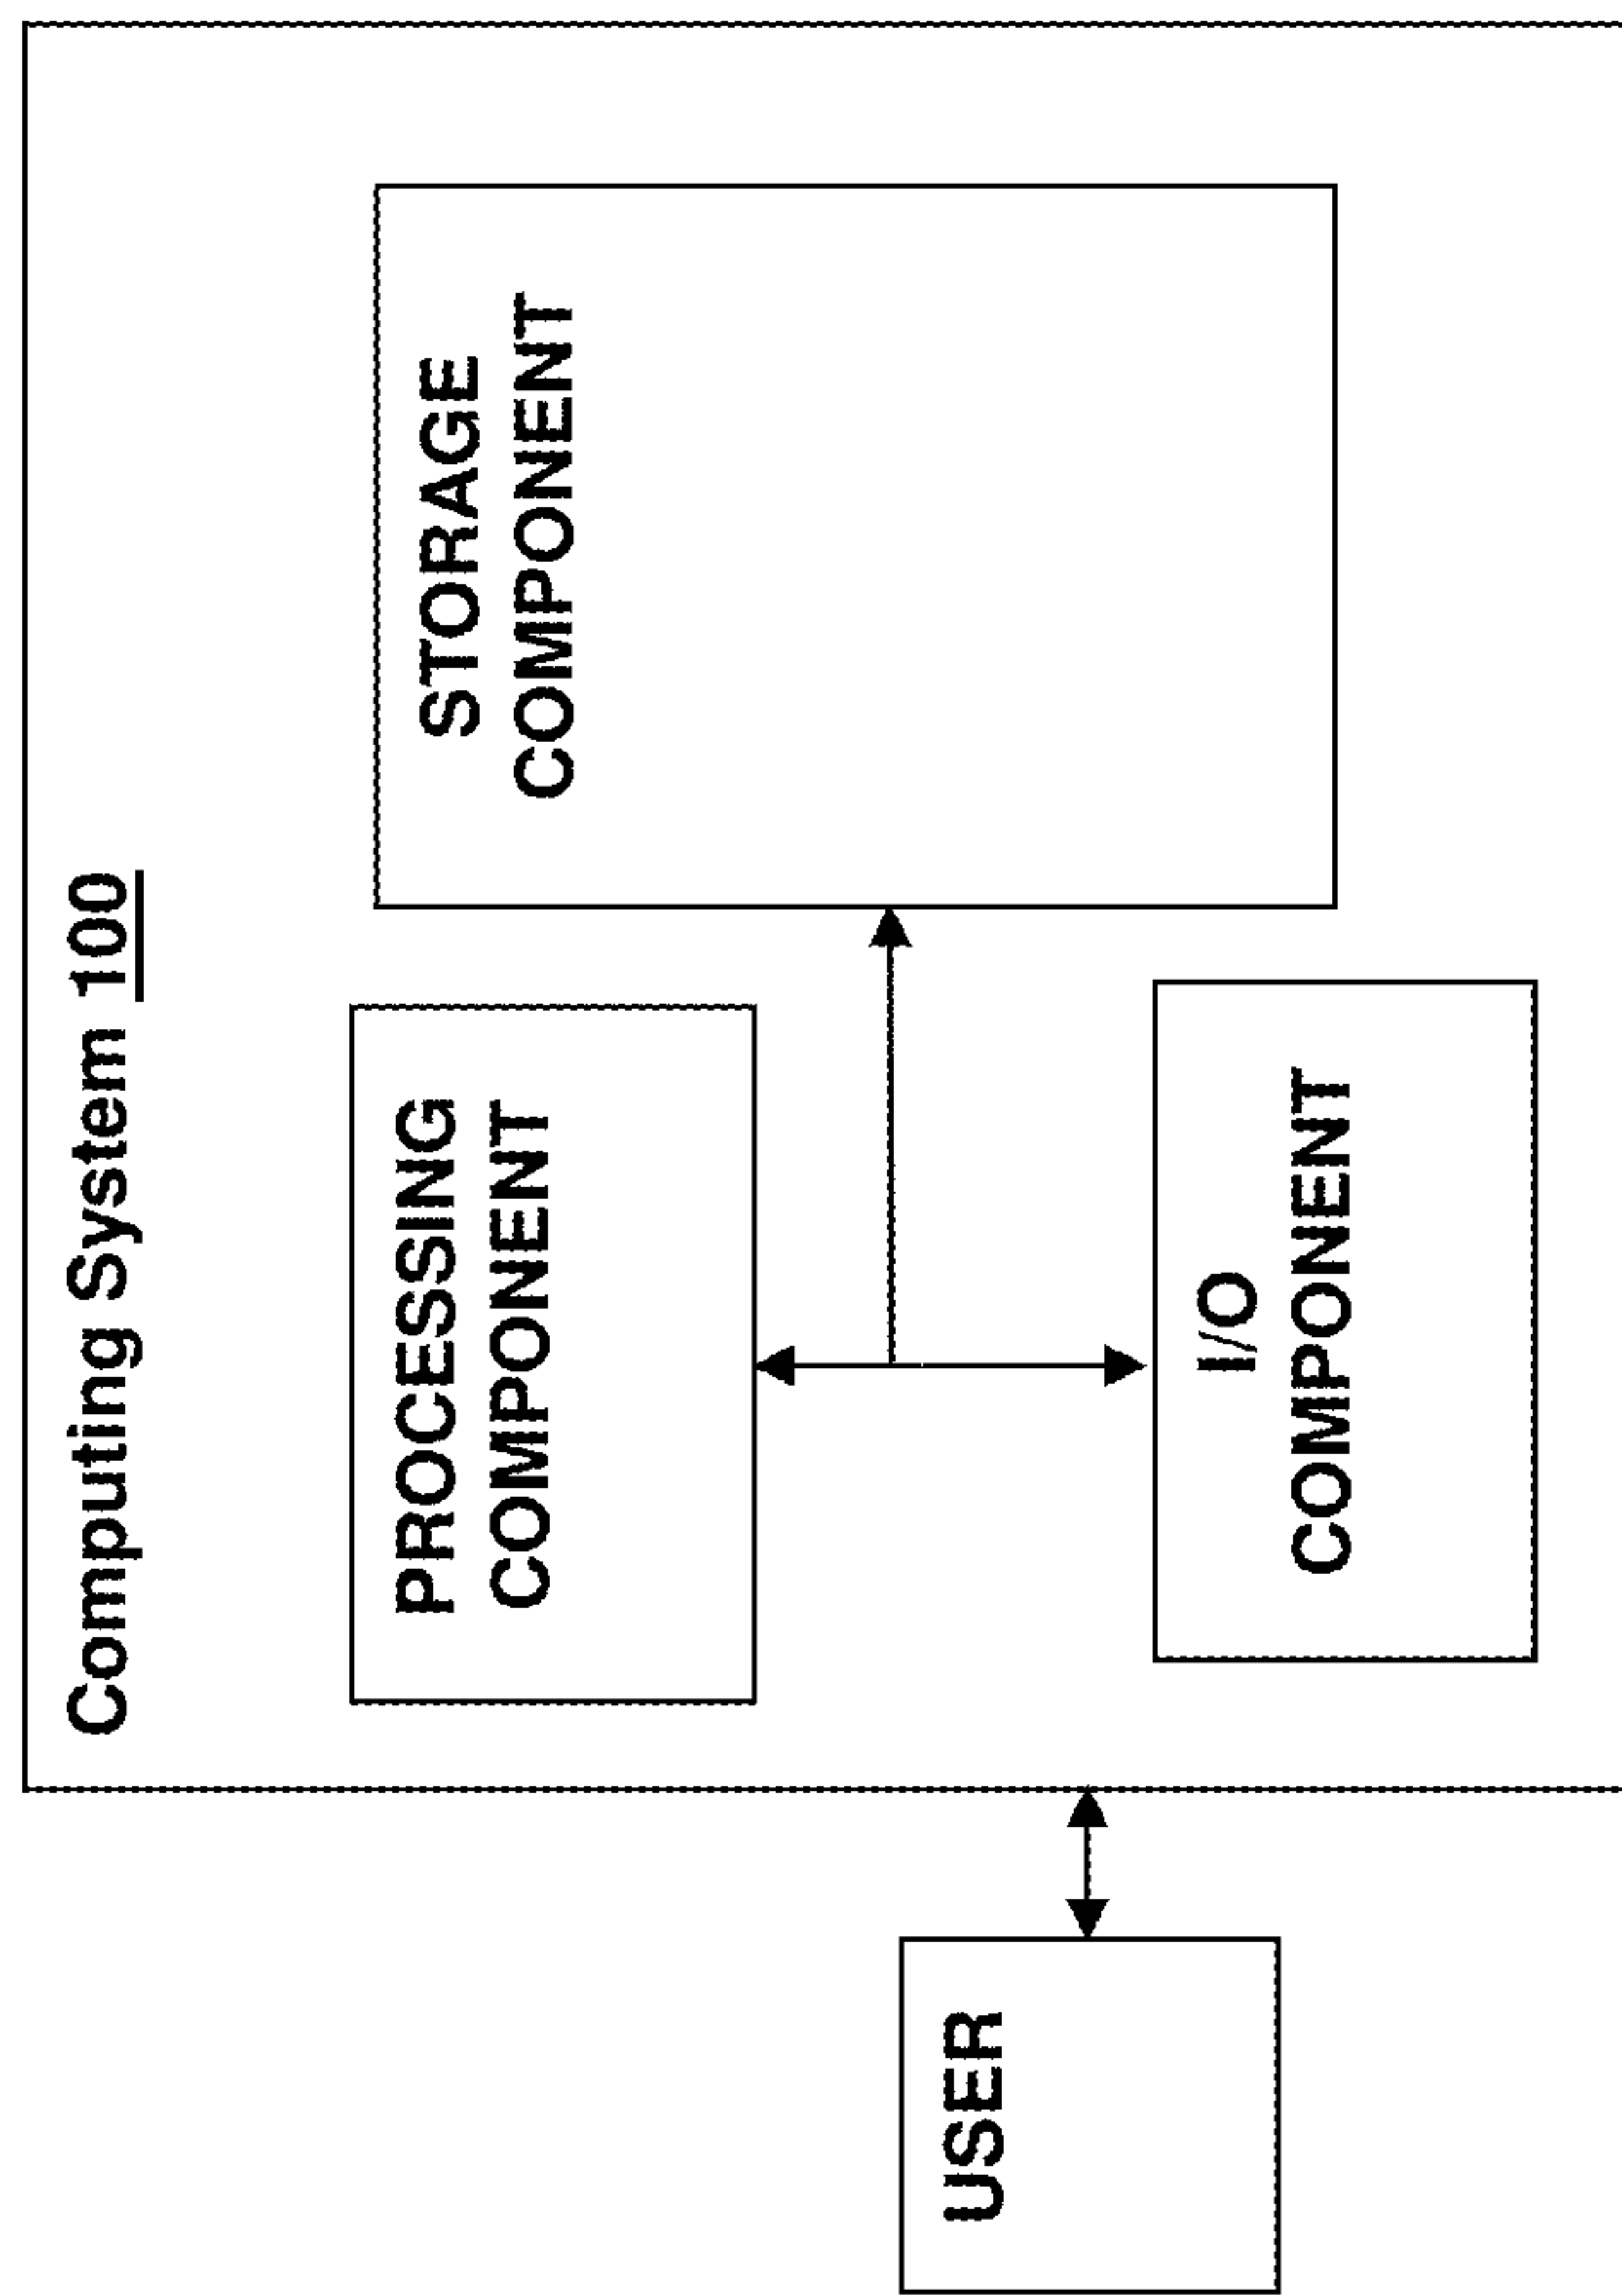 Computing System 100
PROCESSING
COMPONENT
STORAGE
COMPONENT
I/O
COMPONENT
USER